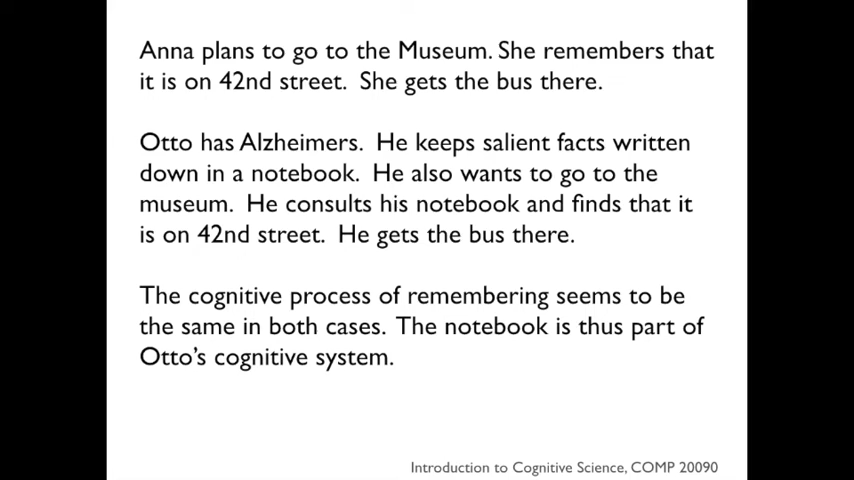 Anna plans to go to the Museum. She remembers that
it is on 42nd street.  She gets the bus there.
Otto has Alzheimers.  He keeps salient facts written
down in a notebook.  He also wants to go to the
museum.  He consults his notebook and finds that it
is on 42nd street.  He gets the bus there.
The cognitive process of remembering seems to be
the same in both cases.  The notebook is thus part of
Otto's cognitive system.
Introduction to Cognitive Science, COMP 20090